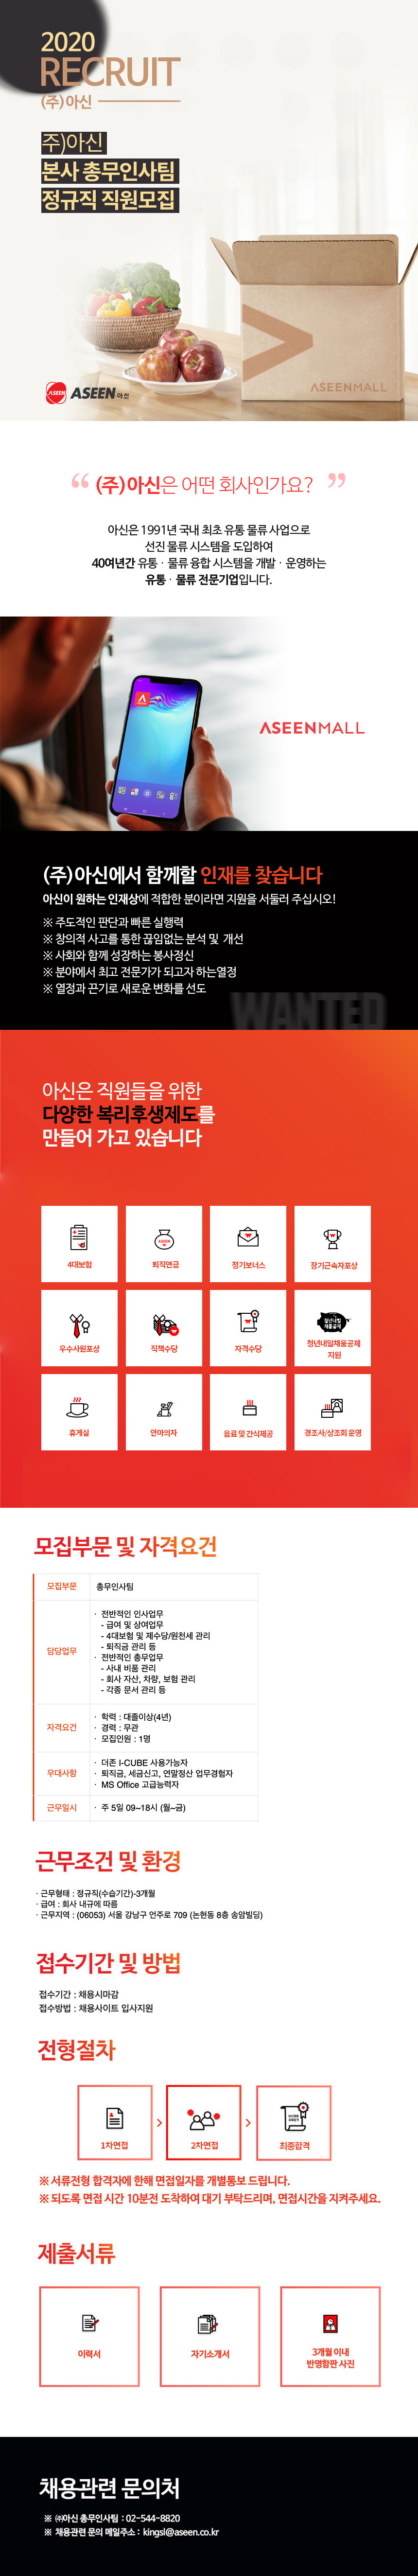 2020
RECRUIT
(주)아신
주)아신
본사 총무인사팀
정규직 직원모집
ASEENMALL
ASEEN ASEEN 아신
“ (주)아신은 어떤 회사인가요? ”
아신은 1991년 국내 최초 유통 물류 사업으로
선진 물류 시스템을 도입하여
40여년간 유통 · 물류 융합 시스템을 개발 · 운영하는
유통 · 물류 전문기업입니다.
ASEENMALL
(주)아신에서 함께할 인재를 찾습니다
아신이 원하는 인재상에 적합한 분이라면 지원을 서둘러 주십시오!
※ 주도적인 판단과 빠른 실행력
※ 창의적 사고를 통한 끊임없는 분석 및 개선
※ 사회와 함께 성장하는 봉사정신
※ 분야에서 최고 전문가가 되고자 하는열정
※ 열정과 끈기로 새로운 변화를 선도
WANTED
아신은 직원들을 위한
다양한 복리후생제도를
만들어 가고 있습니다
4대보험 퇴직연금 정기보너스 장기근속자포상
우수사원포상 직책수당 자격수당 청년내일채움공제
지원
휴게실 안마의자 음료 및 간식제공 경조사/상조회 운영
모집부문 및 자격요건
모집부문 총무인사팀
담당업무
· 전반적인 인사업무
- 급여 및 상여업무
- 4대보험 및 제수당/원천세 관리
- 퇴직금 관리 등
· 전반적인 총무업무
- 사내 비품 관리
- 회사 자산, 차량, 보험 관리
- 각종 문서 관리 등
자격요건
· 학력 : 대졸이상(4년)
· 경력 : 무관
· 모집인원 : 1명
우대사항
· 더존 I-CUBE 사용가능자
· 퇴직금, 세금신고, 연말정산 업무경험자
· MS Office 고급능력자
근무일시 · 주 5일 09~18시 (월~금)
근무조건 및 환경
· 근무형태 : 정규직(수습기간)-3개월
· 급여 : 회사 내규에 따름
· 근무지역 : (06053) 서울 강남구 언주로 709 (논현동 8층 송암빌딩)
접수기간 및 방법
접수기간 : 채용시마감
접수방법 : 채용사이트 입사지원
전형절차
1차면접 > 2차면접 > 최종합격
※ 서류전형 합격자에 한해 면접일자를 개별통보 드립니다.
※ 되도록 면접 시간 10분전 도착하여 대기 부탁드리며, 면접시간을 지켜주세요.
제출서류
이력서 자기소개서 3개월 이내
반명함판 사진
채용관련 문의처
※ ㈜아신 총무인사팀 : 02-544-8820
※ 채용관련 문의 메일주소 : kingsl@aseen.co.kr